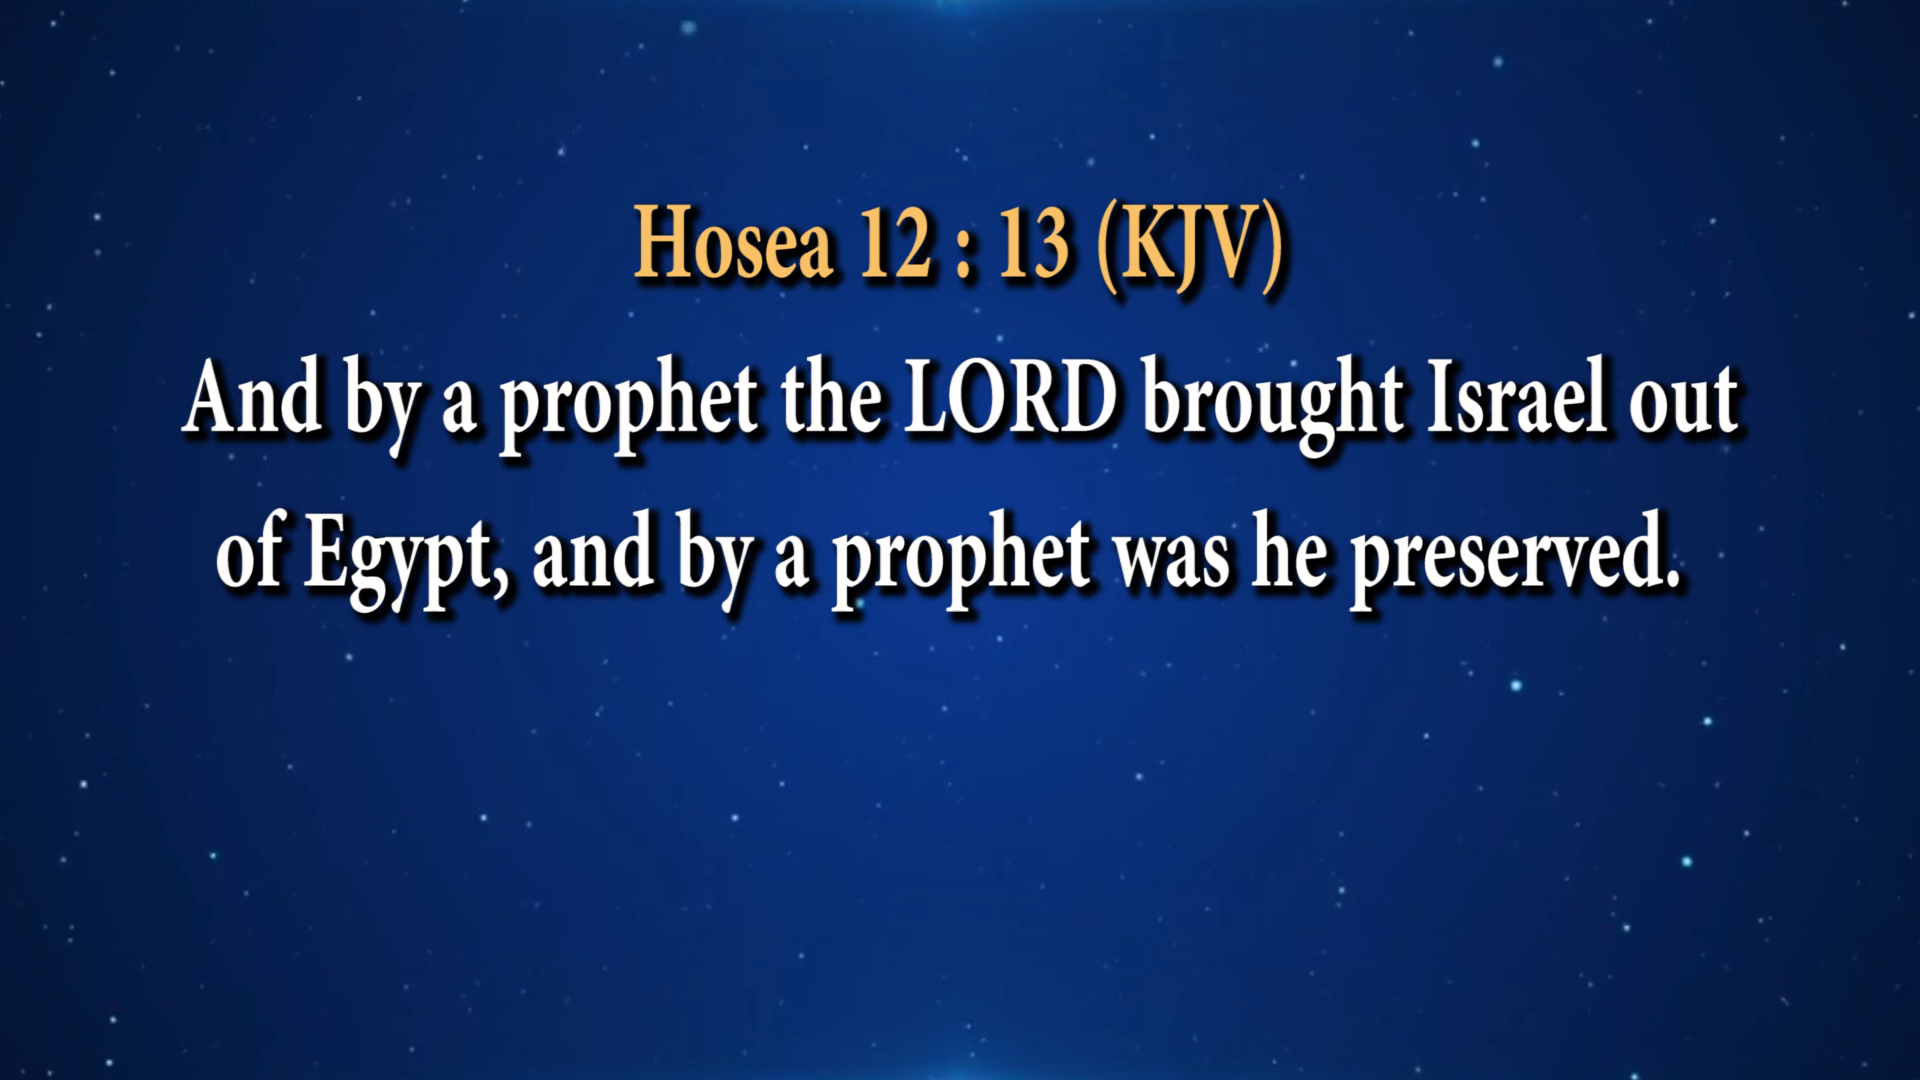 Hosea 12 : 13 (KJV)
And by a prophet the LORD brought Israel out
of Egypt, and by a prophet was he preserved.